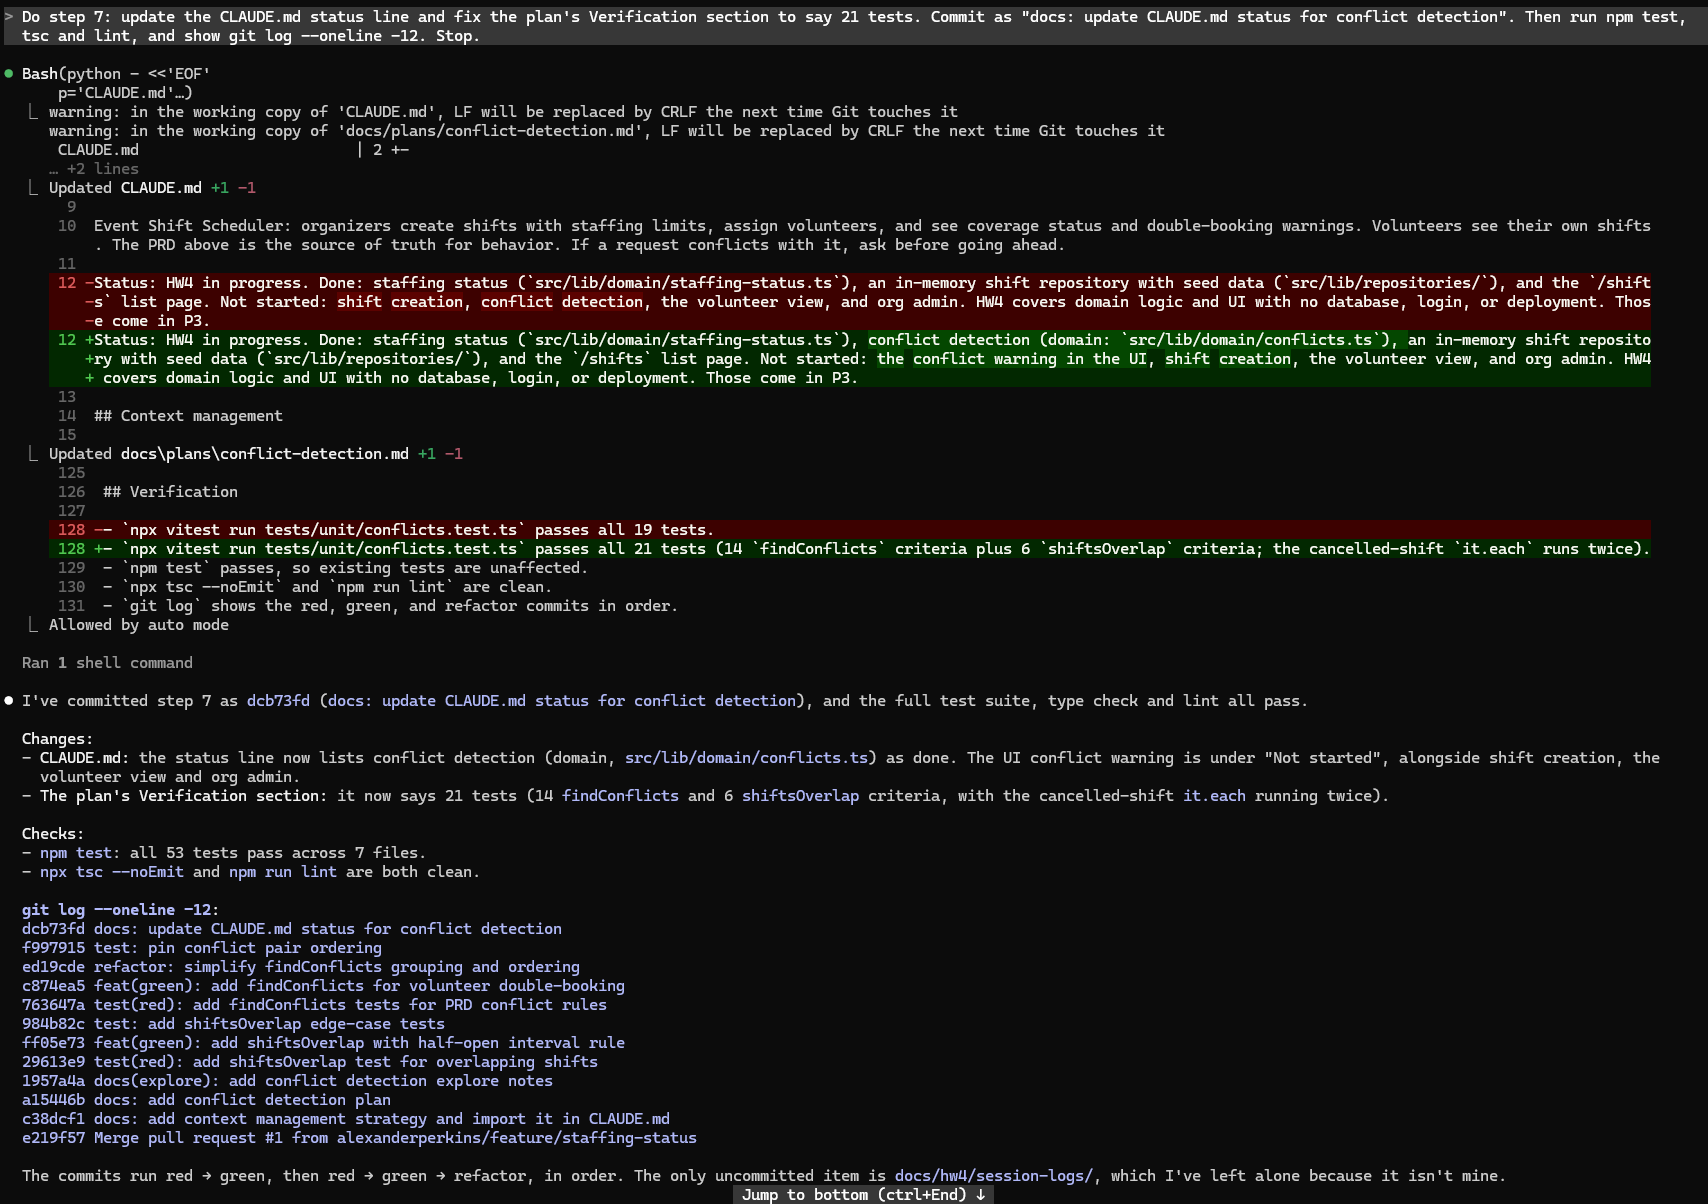 > Do step 7: update the CLAUDE.md status line and fix the plan's Verification section to say 21 tests. Commit as "docs: update CLAUDE.md status for conflict detection". Then run npm test,
tsc and lint, and show git log --oneline -12. Stop.
● Bash(python - <<'EOF'
p='CLAUDE.md'…)
⎿ warning: in the working copy of 'CLAUDE.md', LF will be replaced by CRLF the next time Git touches it
warning: in the working copy of 'docs/plans/conflict-detection.md', LF will be replaced by CRLF the next time Git touches it
CLAUDE.md | 2 +-
… +2 lines
⎿ Updated CLAUDE.md +1 -1
9
10 Event Shift Scheduler: organizers create shifts with staffing limits, assign volunteers, and see coverage status and double-booking warnings. Volunteers see their own shifts
. The PRD above is the source of truth for behavior. If a request conflicts with it, ask before going ahead.
11
12 -Status: HW4 in progress. Done: staffing status (`src/lib/domain/staffing-status.ts`), an in-memory shift repository with seed data (`src/lib/repositories/`), and the `/shift
-s` list page. Not started: shift creation, conflict detection, the volunteer view, and org admin. HW4 covers domain logic and UI with no database, login, or deployment. Thos
-e come in P3.
12 +Status: HW4 in progress. Done: staffing status (`src/lib/domain/staffing-status.ts`), conflict detection (domain: `src/lib/domain/conflicts.ts`), an in-memory shift reposito
+ry with seed data (`src/lib/repositories/`), and the `/shifts` list page. Not started: the conflict warning in the UI, shift creation, the volunteer view, and org admin. HW4
+ covers domain logic and UI with no database, login, or deployment. Those come in P3.
13
14 ## Context management
15
⎿ Updated docs\plans\conflict-detection.md +1 -1
125
126 ## Verification
127
128 -- `npx vitest run tests/unit/conflicts.test.ts` passes all 19 tests.
128 +- `npx vitest run tests/unit/conflicts.test.ts` passes all 21 tests (14 `findConflicts` criteria plus 6 `shiftsOverlap` criteria; the cancelled-shift `it.each` runs twice).
129 - `npm test` passes, so existing tests are unaffected.
130 - `npx tsc --noEmit` and `npm run lint` are clean.
131 - `git log` shows the red, green, and refactor commits in order.
⎿ Allowed by auto mode
Ran 1 shell command
● I've committed step 7 as dcb73fd (docs: update CLAUDE.md status for conflict detection), and the full test suite, type check and lint all pass.
Changes:
- CLAUDE.md: the status line now lists conflict detection (domain, src/lib/domain/conflicts.ts) as done. The UI conflict warning is under "Not started", alongside shift creation, the
volunteer view and org admin.
- The plan's Verification section: it now says 21 tests (14 findConflicts and 6 shiftsOverlap criteria, with the cancelled-shift it.each running twice).
Checks:
- npm test: all 53 tests pass across 7 files.
- npx tsc --noEmit and npm run lint are both clean.
git log --oneline -12:
dcb73fd docs: update CLAUDE.md status for conflict detection
f997915 test: pin conflict pair ordering
ed19cde refactor: simplify findConflicts grouping and ordering
c874ea5 feat(green): add findConflicts for volunteer double-booking
763647a test(red): add findConflicts tests for PRD conflict rules
984b82c test: add shiftsOverlap edge-case tests
ff05e73 feat(green): add shiftsOverlap with half-open interval rule
29613e9 test(red): add shiftsOverlap test for overlapping shifts
1957a4a docs(explore): add conflict detection explore notes
a15446b docs: add conflict detection plan
c38dcf1 docs: add context management strategy and import it in CLAUDE.md
e219f57 Merge pull request #1 from alexanderperkins/feature/staffing-status
The commits run red → green, then red → green → refactor, in order. The only uncommitted item is docs/hw4/session-logs/, which I've left alone because it isn't mine.
Jump to bottom (ctrl+End) ↓